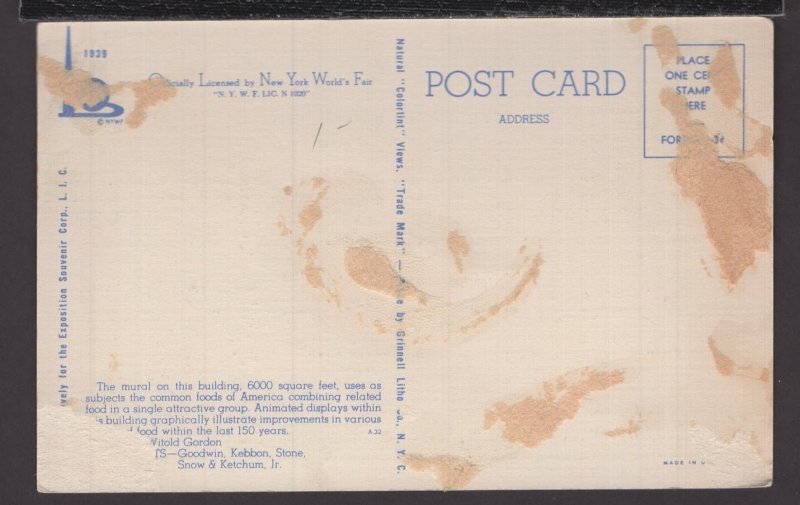 1939
Officially Licensed by New York World's Fair
"N. Y. W. F. LIC. N 1020"
© NYWF
POST CARD
ADDRESS
PLACE
ONE CENT
STAMP
HERE
3¢
Natural "Colortint" Views, "Trade Mark" — by Grinnell Litho Co., N. Y. C.
for the Exposition Souvenir Corp., L. I. C.
The mural on this building, 6000 square feet, uses as
subjects the common foods of America combining related
food in a single attractive group. Animated displays within
building graphically illustrate improvements in various
food within the last 150 years.
A-32
Witold Gordon
TS—Goodwin, Kebbon, Stone,
Snow & Ketchum, Jr.
MADE IN